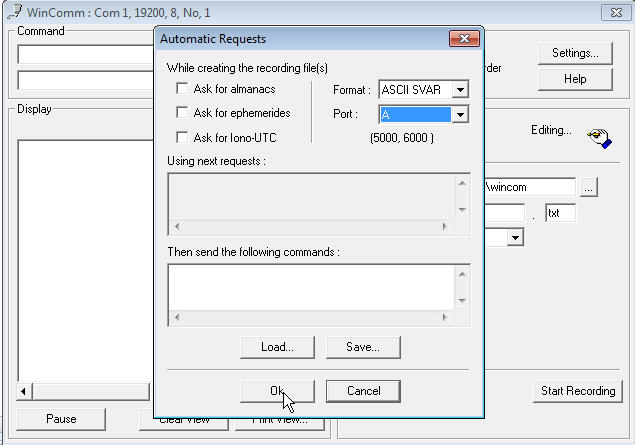 WinComm : Com 1, 19200, 8, No, 1
Command
Automatic Requests
While creating the recording file(s)
Ask for almanacs
Format : ASCII SVAR
Ask for ephemerides
Port : A
Ask for Iono-UTC
(5000, 6000 )
Using next requests :
Then send the following commands :
Load...
Save...
Ok
Cancel
Settings...
rder
Help
Display
Editing...
\wincom
...
. txt
Start Recording
Pause
Clear View
Print View...